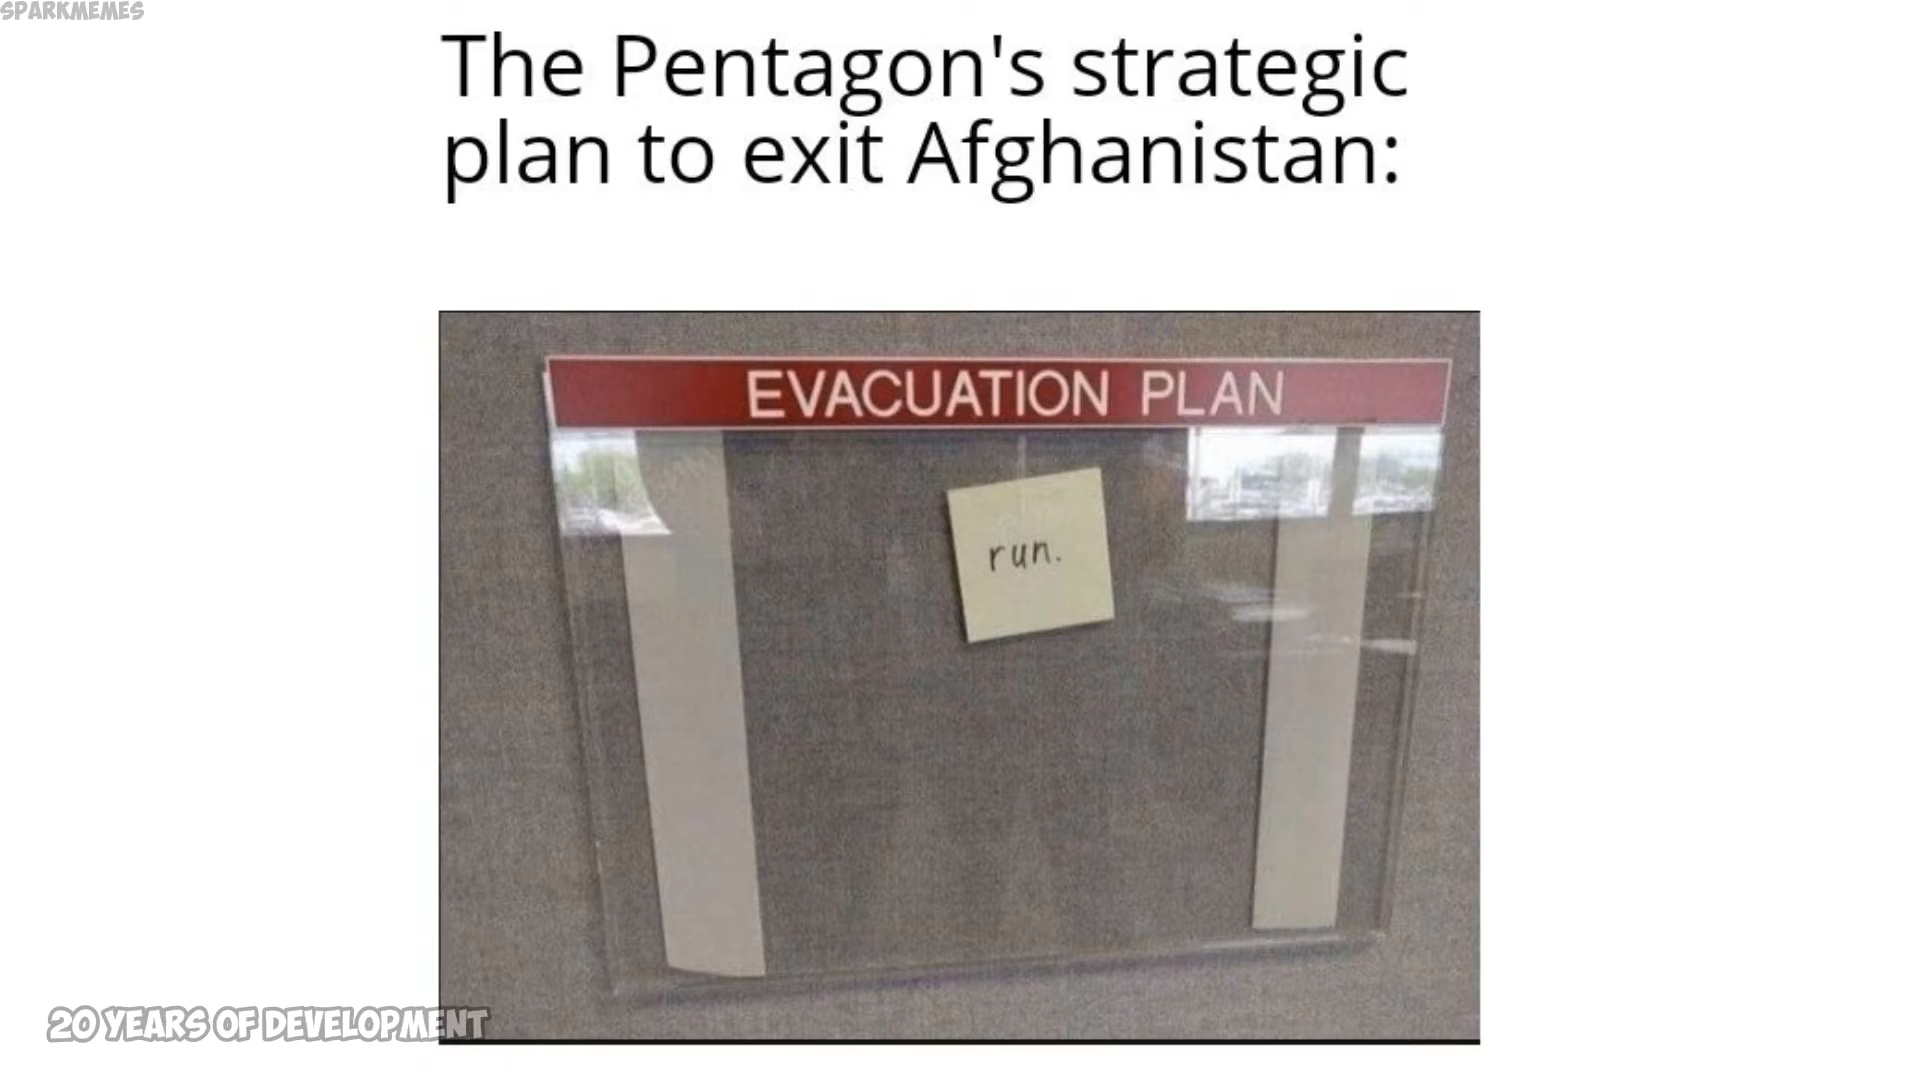 SPARKMEMES
The Pentagon's strategic
plan to exit Afghanistan:
EVACUATION PLAN
run.
20 YEARS OF DEVELOPMENT